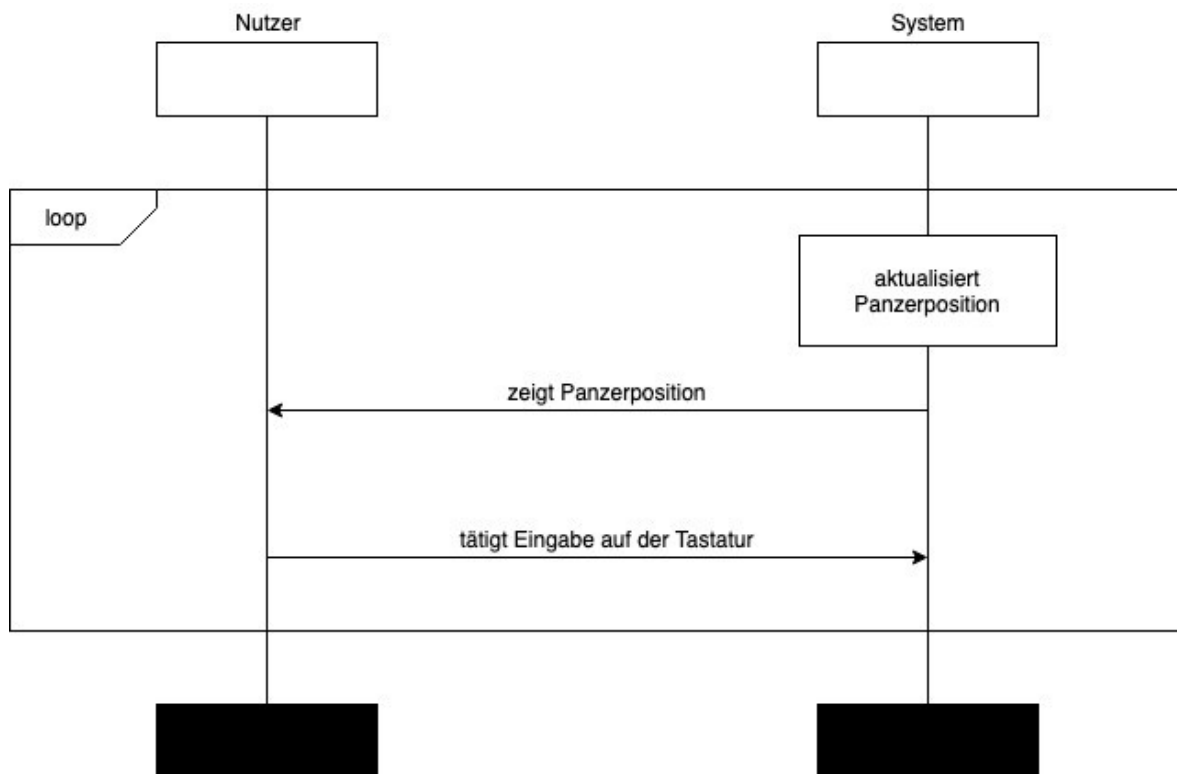 Nutzer
System
loop
aktualisiert
Panzerposition
zeigt Panzerposition
tätigt Eingabe auf der Tastatur